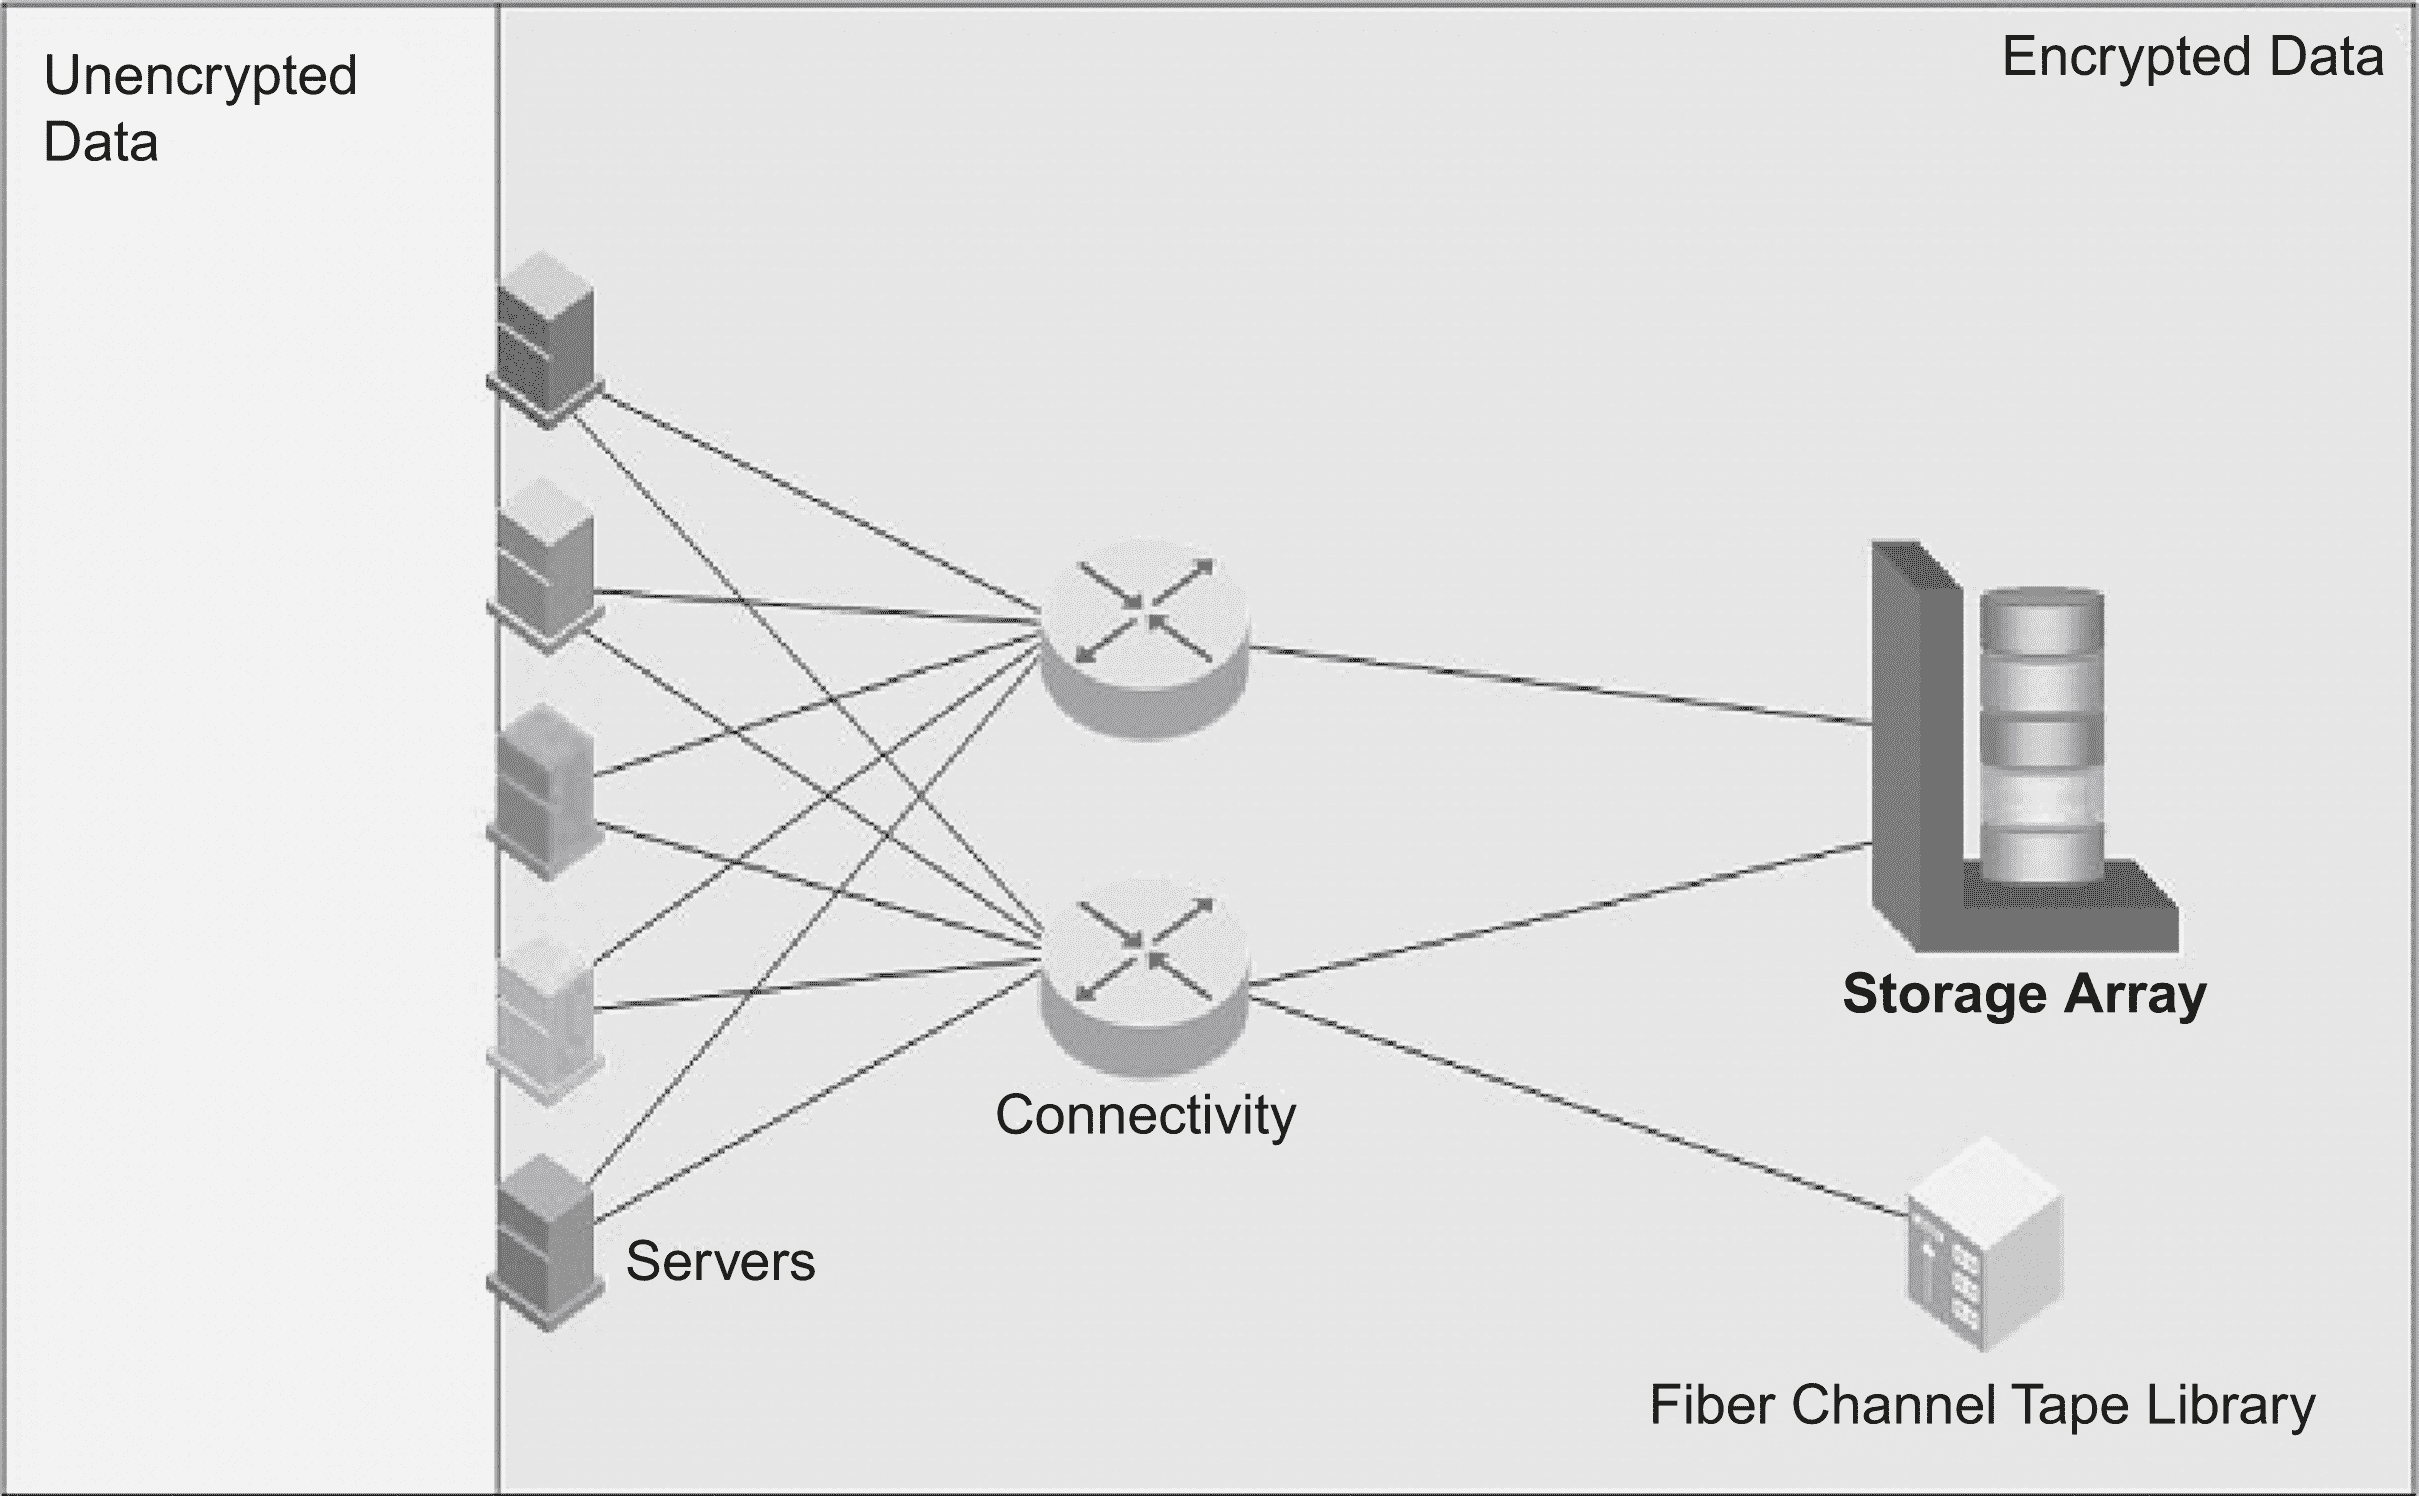 Unencrypted
Data
Encrypted Data
Storage Array
Connectivity
Servers
Fiber Channel Tape Library